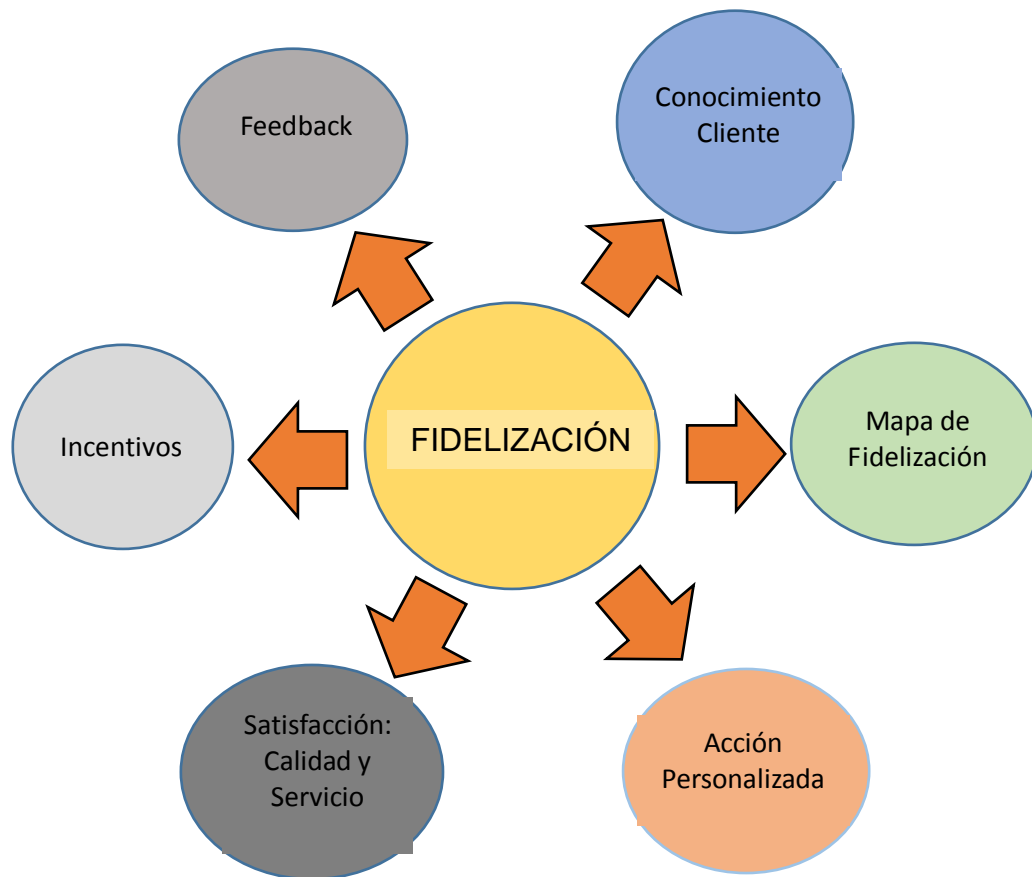 Feedback
Conocimiento
Cliente
Incentivos
FIDELIZACIÓN
Mapa de
Fidelización
Satisfacción:
Calidad y
Servicio
Acción
Personalizada